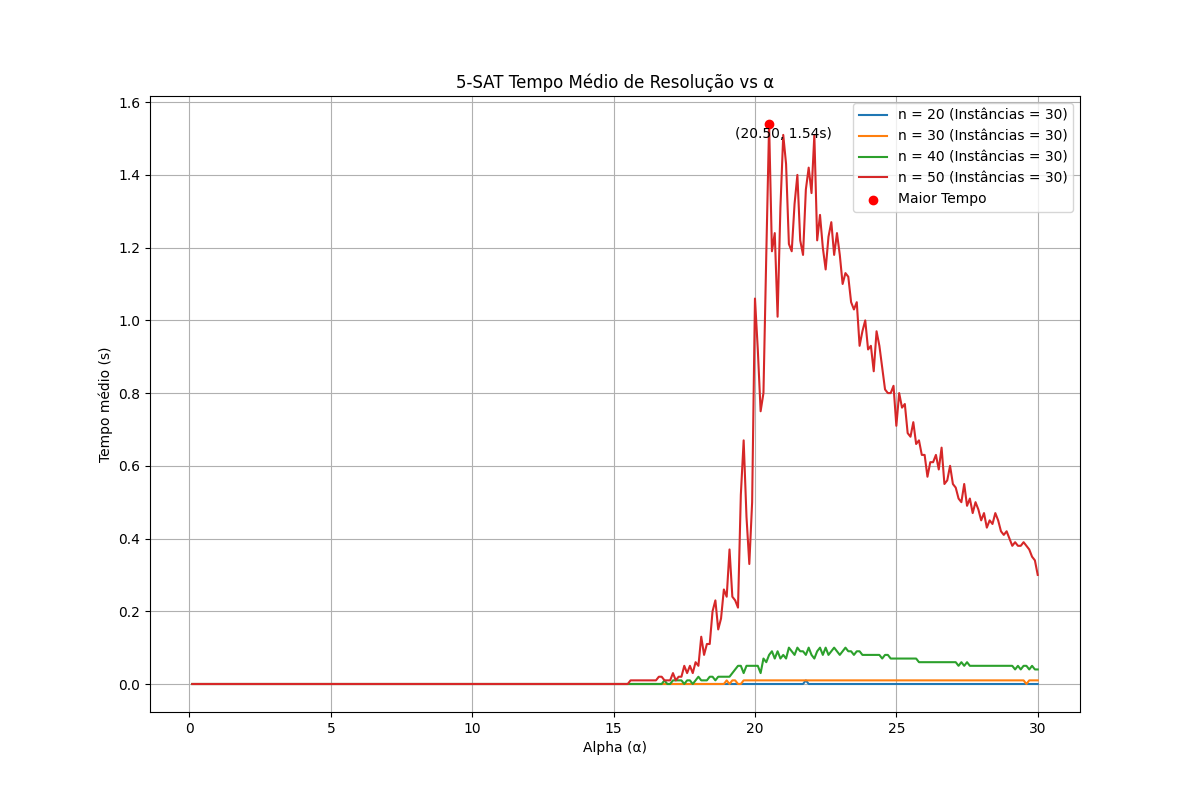 5-SAT Tempo Médio de Resolução vs α
1.6
1.4
1.2
1.0
0.8
0.6
0.4
0.2
0.0
Tempo médio (s)
(20.50, 1.54s)
n = 20 (Instâncias = 30)
n = 30 (Instâncias = 30)
n = 40 (Instâncias = 30)
n = 50 (Instâncias = 30)
Maior Tempo
0 5 10 15 20 25 30
Alpha (α)